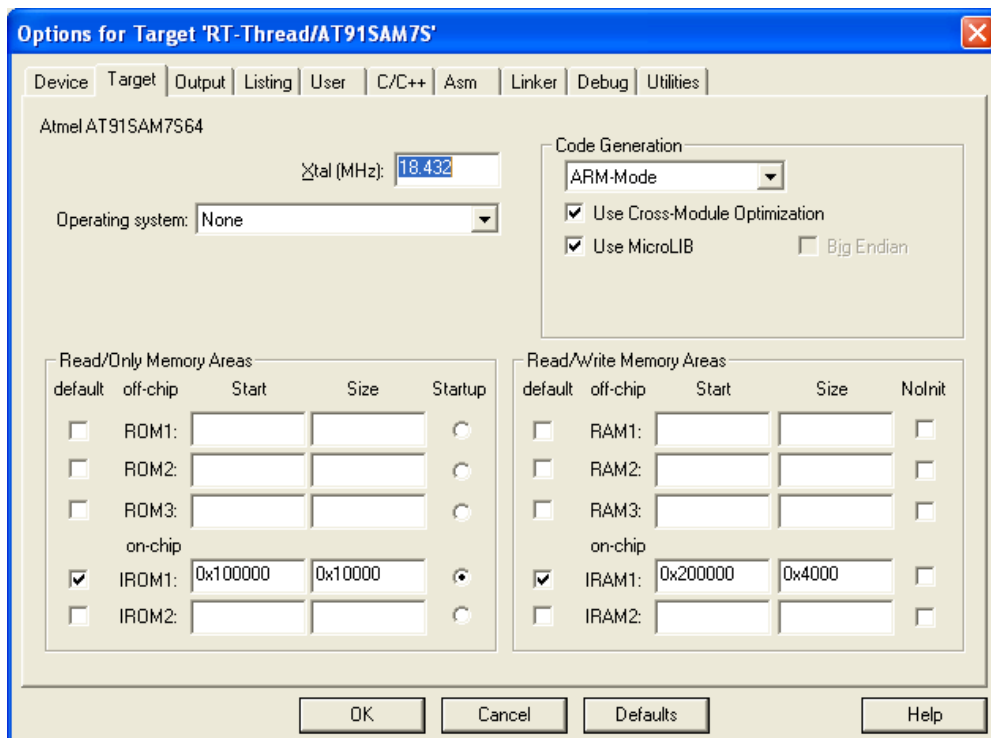 Options for Target 'RT-Thread/AT91SAM7S'
Device Target Output Listing User C/C++ Asm Linker Debug Utilities
Atmel AT91SAM7S64
Xtal (MHz): 18.432
Operating system: None
Code Generation
ARM-Mode
Use Cross-Module Optimization
Use MicroLIB Big Endian
Read/Only Memory Areas
default off-chip Start Size Startup
ROM1:
ROM2:
ROM3:
on-chip
IROM1: 0x100000 0x10000
IROM2:
Read/Write Memory Areas
default off-chip Start Size NoInit
RAM1:
RAM2:
RAM3:
on-chip
IRAM1: 0x200000 0x4000
IRAM2:
OK Cancel Defaults Help